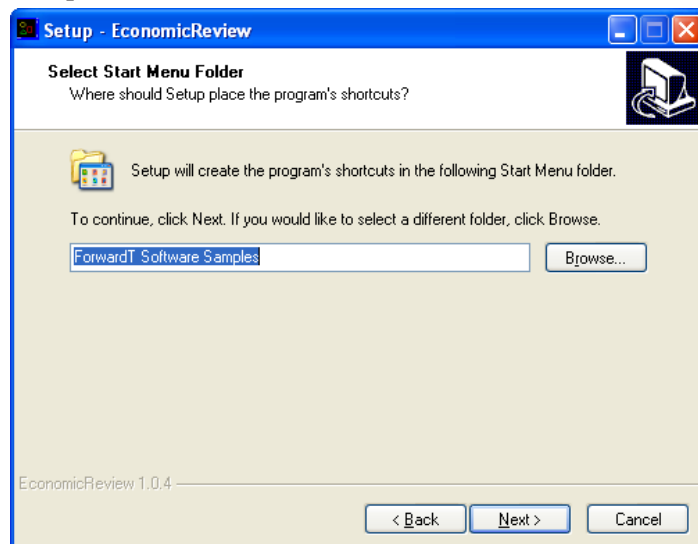 Setup - EconomicReview
Select Start Menu Folder
Where should Setup place the program's shortcuts?
Setup will create the program's shortcuts in the following Start Menu folder.
To continue, click Next. If you would like to select a different folder, click Browse.
ForwardT Software Samples
Browse...
EconomicReview 1.0.4
< Back
Next >
Cancel